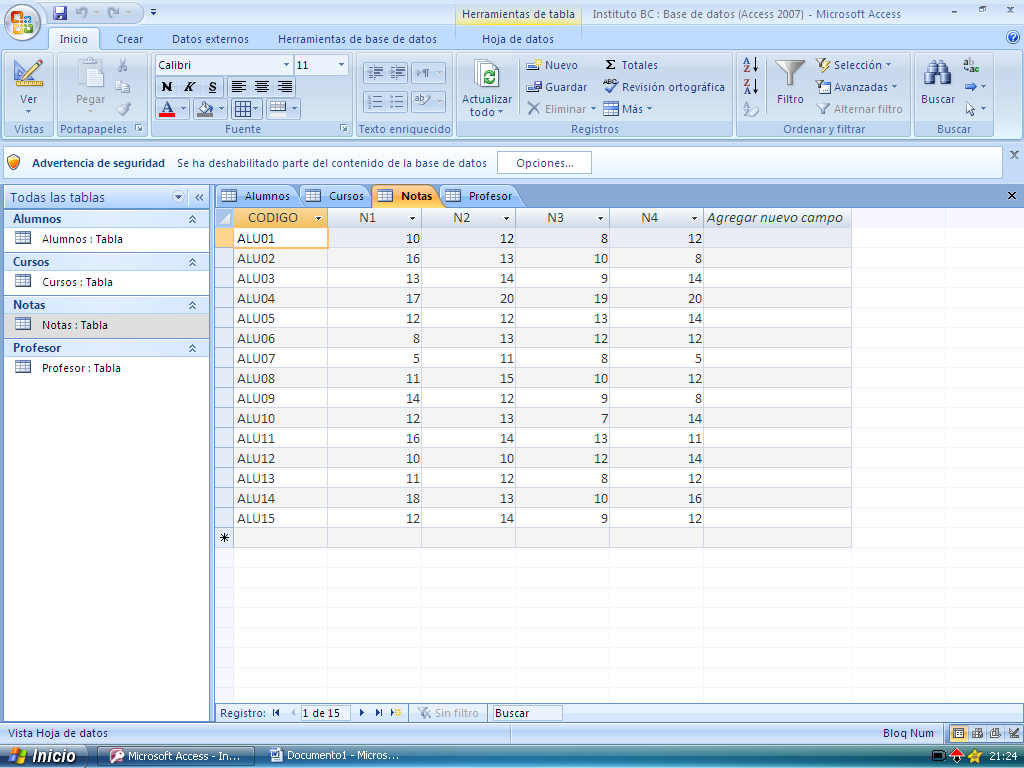 Herramientas de tabla
Instituto BC : Base de datos (Access 2007) - Microsoft Access
Inicio Crear Datos externos Herramientas de base de datos Hoja de datos
Ver
Vistas
Pegar
Portapapeles
Calibri 11
N K S
A
Fuente
Texto enriquecido
Actualizar todo
Nuevo
Guardar
Eliminar
Σ Totales
Revisión ortográfica
Más
Registros
Filtro
Selección
Avanzadas
Alternar filtro
Ordenar y filtrar
Buscar
Buscar
Advertencia de seguridad Se ha deshabilitado parte del contenido de la base de datos Opciones...
Todas las tablas
Alumnos
Alumnos : Tabla
Cursos
Cursos : Tabla
Notas
Notas : Tabla
Profesor
Profesor : Tabla
Alumnos Cursos Notas Profesor
CODIGO N1 N2 N3 N4 Agregar nuevo campo
ALU01 10 12 8 12
ALU02 16 13 10 8
ALU03 13 14 9 14
ALU04 17 20 19 20
ALU05 12 12 13 14
ALU06 8 13 12 12
ALU07 5 11 8 5
ALU08 11 15 10 12
ALU09 14 12 9 8
ALU10 12 13 7 14
ALU11 16 14 13 11
ALU12 10 10 12 14
ALU13 11 12 8 12
ALU14 18 13 10 16
ALU15 12 14 9 12
Registro: 1 de 15 Sin filtro Buscar
Vista Hoja de datos Bloq Num
Inicio Microsoft Access - In... Documento1 - Micros... 21:24